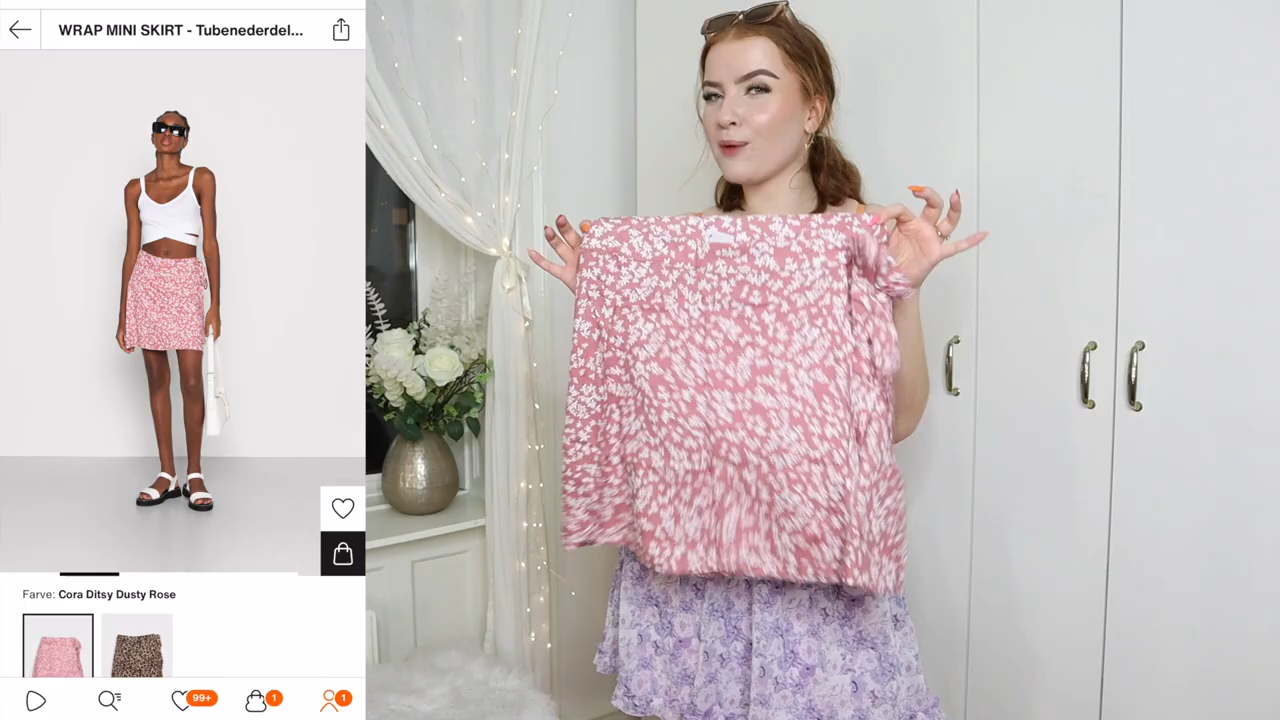 WRAP MINI SKIRT - Tubenederdel...
Farve: Cora Ditsy Dusty Rose
99+
1
1